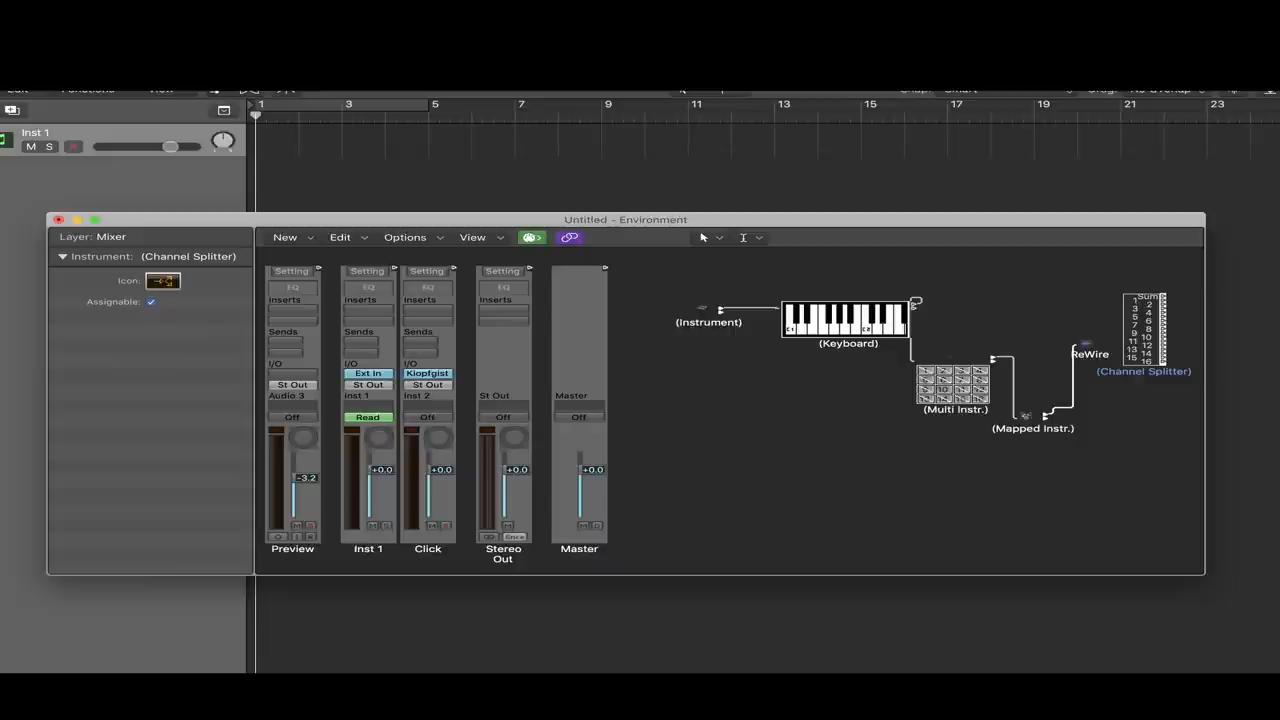 1 3 5 7 9 11 13 15 17 19 21 23
Inst 1
M S
Untitled - Environment
Layer: Mixer
New Edit Options View
Instrument: (Channel Splitter)
Icon:
Assignable:
Setting Setting Setting Setting
EQ EQ EQ EQ
Inserts Inserts Inserts Inserts
Sends Sends Sends
I/O I/O I/O
Ext In Klopfgist
St Out St Out St Out
Audio 3 Inst 1 Inst 2 St Out Master
Off Read Off Off Off
-3.2 +0.0 +0.0 +0.0 +0.0
M S M S M S M M D
I R Bnce
Preview Inst 1 Click Stereo Out Master
(Instrument)
C1 C2
(Keyboard)
(Multi Instr.)
(Mapped Instr.)
ReWire
Sum
1 2
3 4
5 6
7 8
9 10
11 12
13 14
15 16
(Channel Splitter)